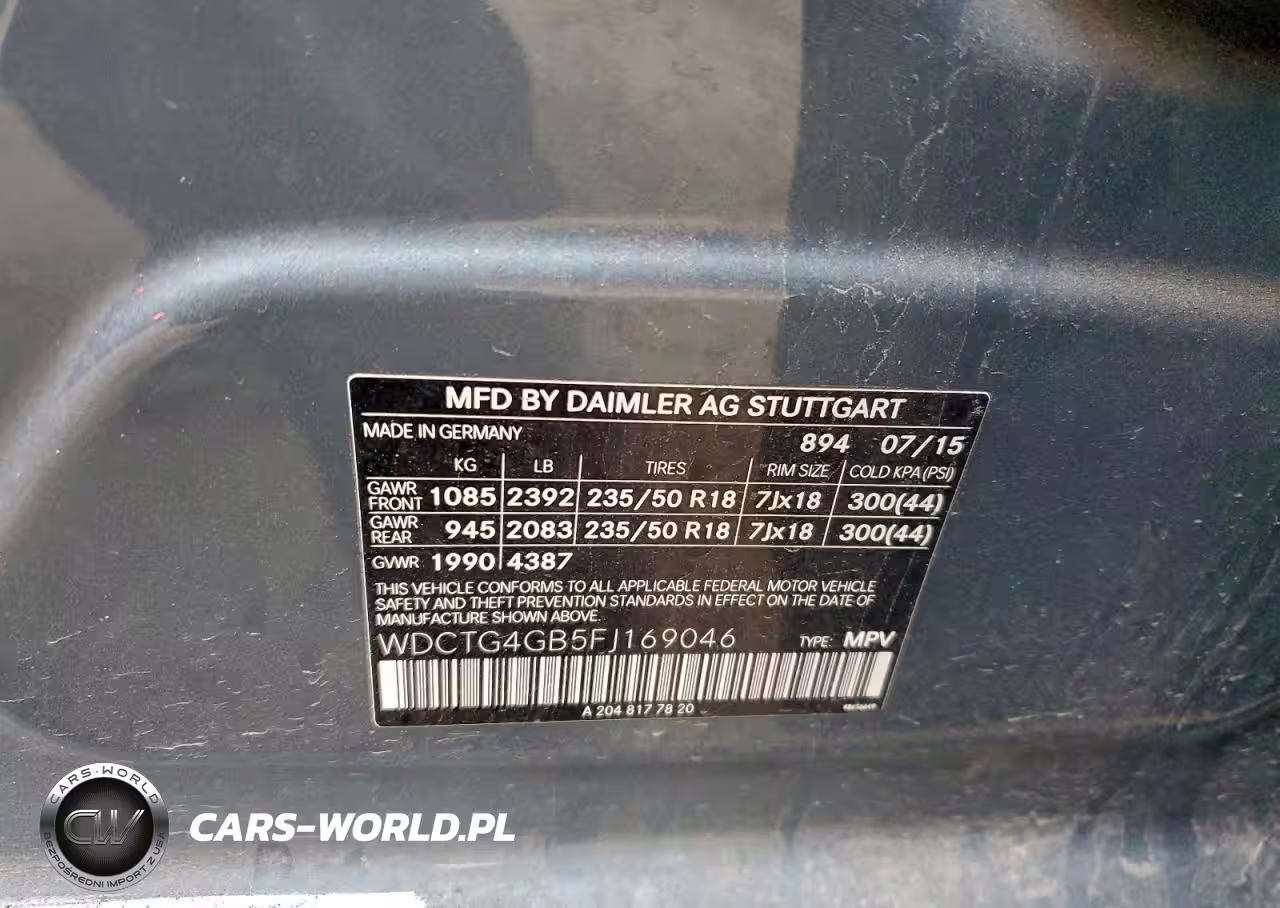 MFD BY DAIMLER AG STUTTGART
MADE IN GERMANY 894 07/15
KG LB TIRES RIM SIZE COLD KPA (PSI)
GAWR FRONT 1085 2392 235/50 R18 7Jx18 300(44)
GAWR REAR 945 2083 235/50 R18 7Jx18 300(44)
GVWR 1990 4387
THIS VEHICLE CONFORMS TO ALL APPLICABLE FEDERAL MOTOR VEHICLE
SAFETY AND THEFT PREVENTION STANDARDS IN EFFECT ON THE DATE OF
MANUFACTURE SHOWN ABOVE.
WDCTG4GB5FJ169046 TYPE: MPV
A 204 817 78 20
CARS-WORLD
CW
BEZPOŚREDNI IMPORT Z USA
CARS-WORLD.PL